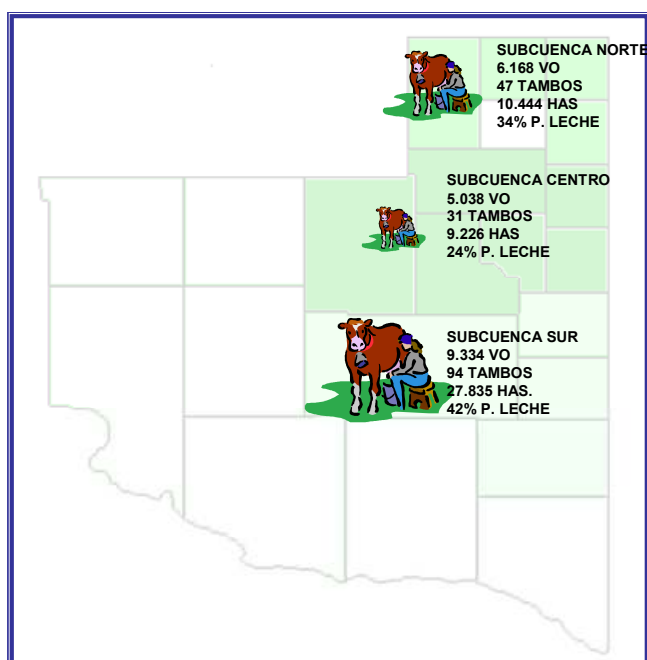 SUBCUENCA NORTE
6.168 VO
47 TAMBOS
10.444 HAS
34% P. LECHE
SUBCUENCA CENTRO
5.038 VO
31 TAMBOS
9.226 HAS
24% P. LECHE
SUBCUENCA SUR
9.334 VO
94 TAMBOS
27.835 HAS.
42% P. LECHE